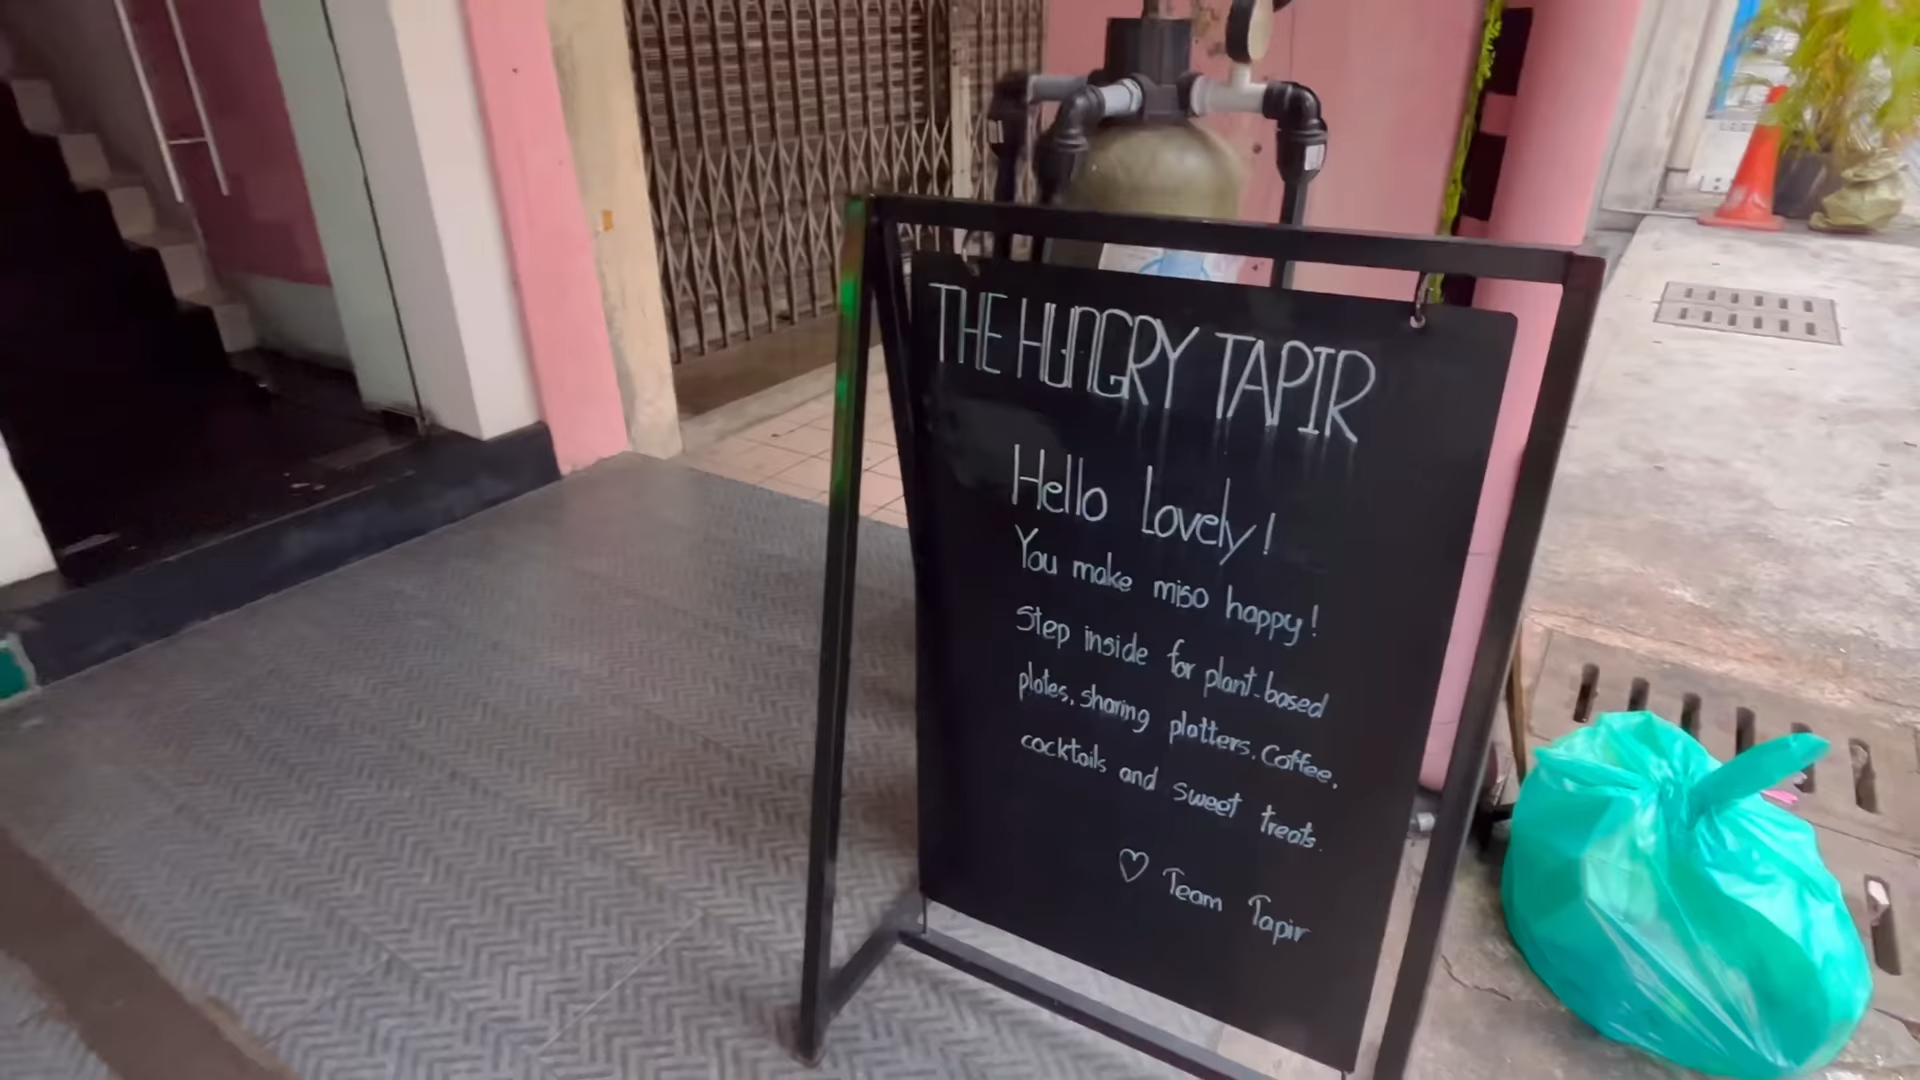 THE HUNGRY TAPIR
Hello Lovely!
You make miso happy!
Step inside for plant-based
plates, sharing platters, coffee,
cocktails and sweet treats.
♡ Team Tapir